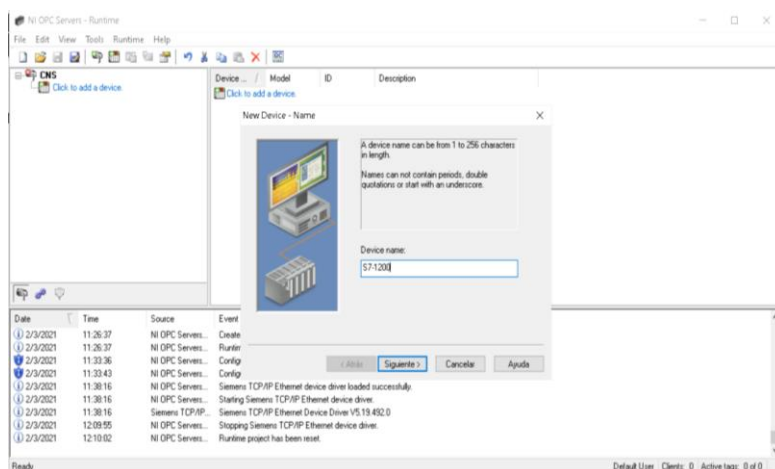 NI OPC Servers - Runtime
File Edit View Tools Runtime Help
CNS
Click to add a device.
Device ... / Model ID Description
Click to add a device.
New Device - Name
A device name can be from 1 to 256 characters
in length.
Names can not contain periods, double
quotations or start with an underscore.
Device name:
S7-1200
< Atrás Siguiente > Cancelar Ayuda
Date Time Source Event
2/3/2021 11:26:37 NI OPC Servers... Create
2/3/2021 11:26:37 NI OPC Servers... Runtim
2/3/2021 11:33:36 NI OPC Servers... Config
2/3/2021 11:33:43 NI OPC Servers... Config
2/3/2021 11:38:16 NI OPC Servers... Siemens TCP/IP Ethernet device driver loaded successfully.
2/3/2021 11:38:16 NI OPC Servers... Starting Siemens TCP/IP Ethernet device driver.
2/3/2021 11:38:16 Siemens TCP/IP... Siemens TCP/IP Ethernet Device Driver V5.19.492.0
2/3/2021 12:09:55 NI OPC Servers... Stopping Siemens TCP/IP Ethernet device driver.
2/3/2021 12:10:02 NI OPC Servers... Runtime project has been reset.
Ready Default User Clients: 0 Active tags: 0 of 0